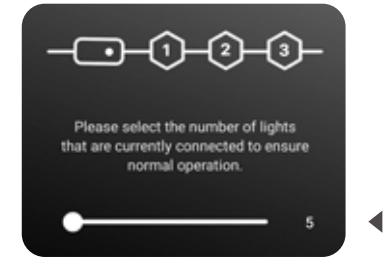 1 2 3
Please select the number of lights
that are currently connected to ensure
normal operation.
5